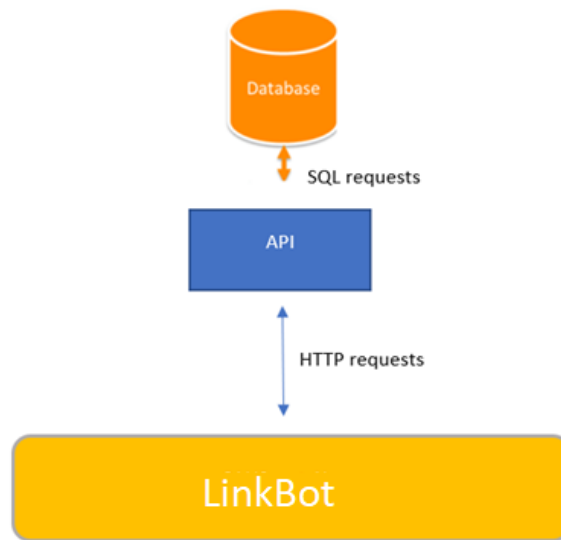 Database
SQL requests
API
HTTP requests
LinkBot